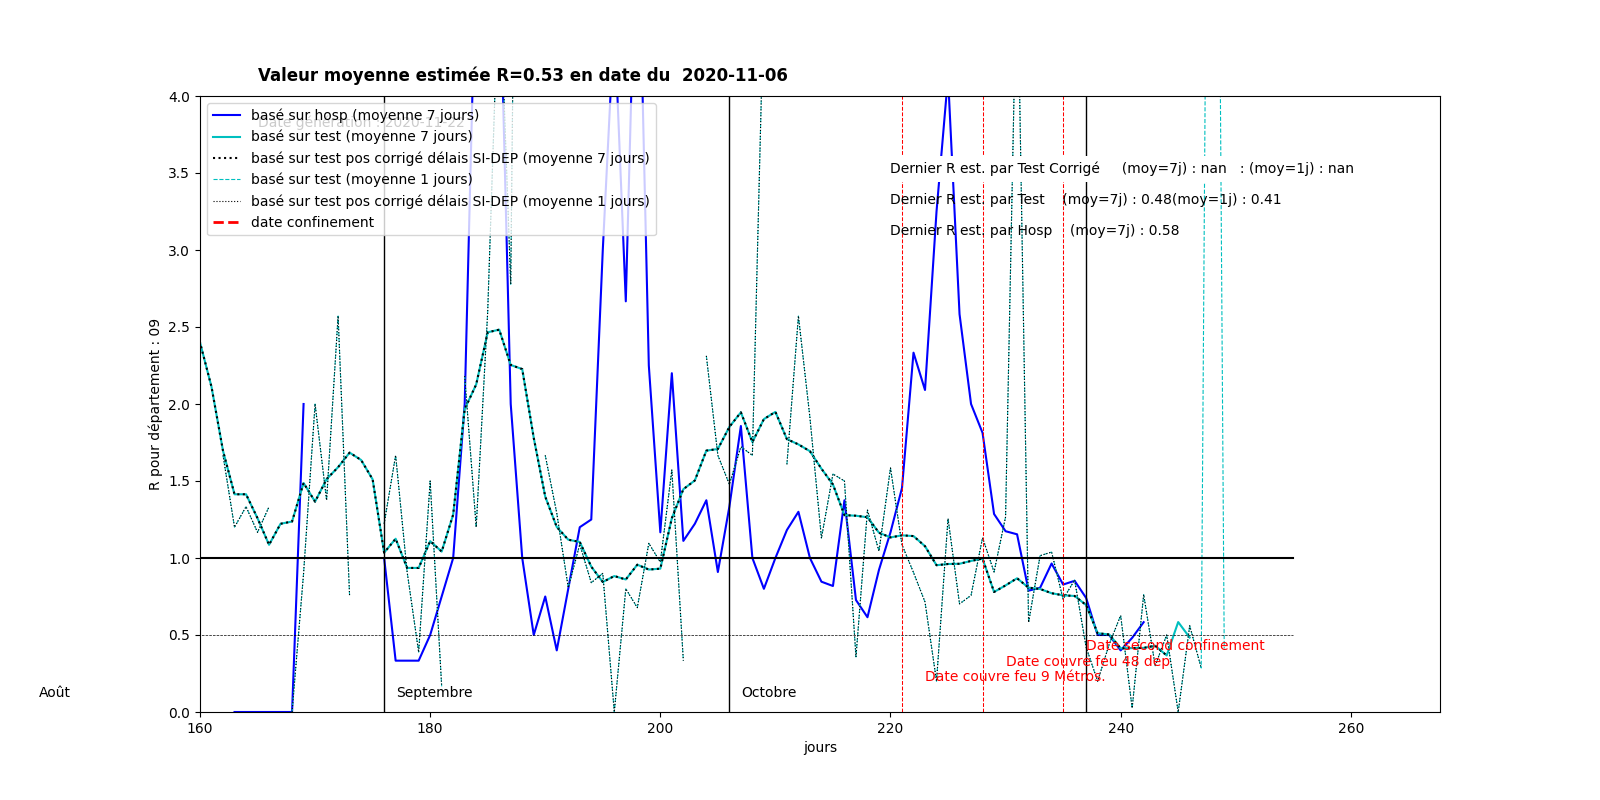 Valeur moyenne estimée R=0.53 en date du  2020-11-06
Date génération : 2020-11-22
basé sur hosp (moyenne 7 jours)
basé sur test (moyenne 7 jours)
basé sur test pos corrigé délais SI-DEP (moyenne 7 jours)
basé sur test (moyenne 1 jours)
basé sur test pos corrigé délais SI-DEP (moyenne 1 jours)
date confinement
Dernier R est. par Test Corrigé     (moy=7j) : nan   : (moy=1j) : nan
Dernier R est. par Test    (moy=7j) : 0.48(moy=1j) : 0.41
Dernier R est. par Hosp    (moy=7j) : 0.58
4.0
3.5
3.0
2.5
2.0
1.5
1.0
0.5
0.0
R pour département : 09
Date second confinement
Date couvre feu 48 dep.
Date couvre feu 9 Métros.
Août
Septembre
Octobre
160
180
200
220
240
260
jours